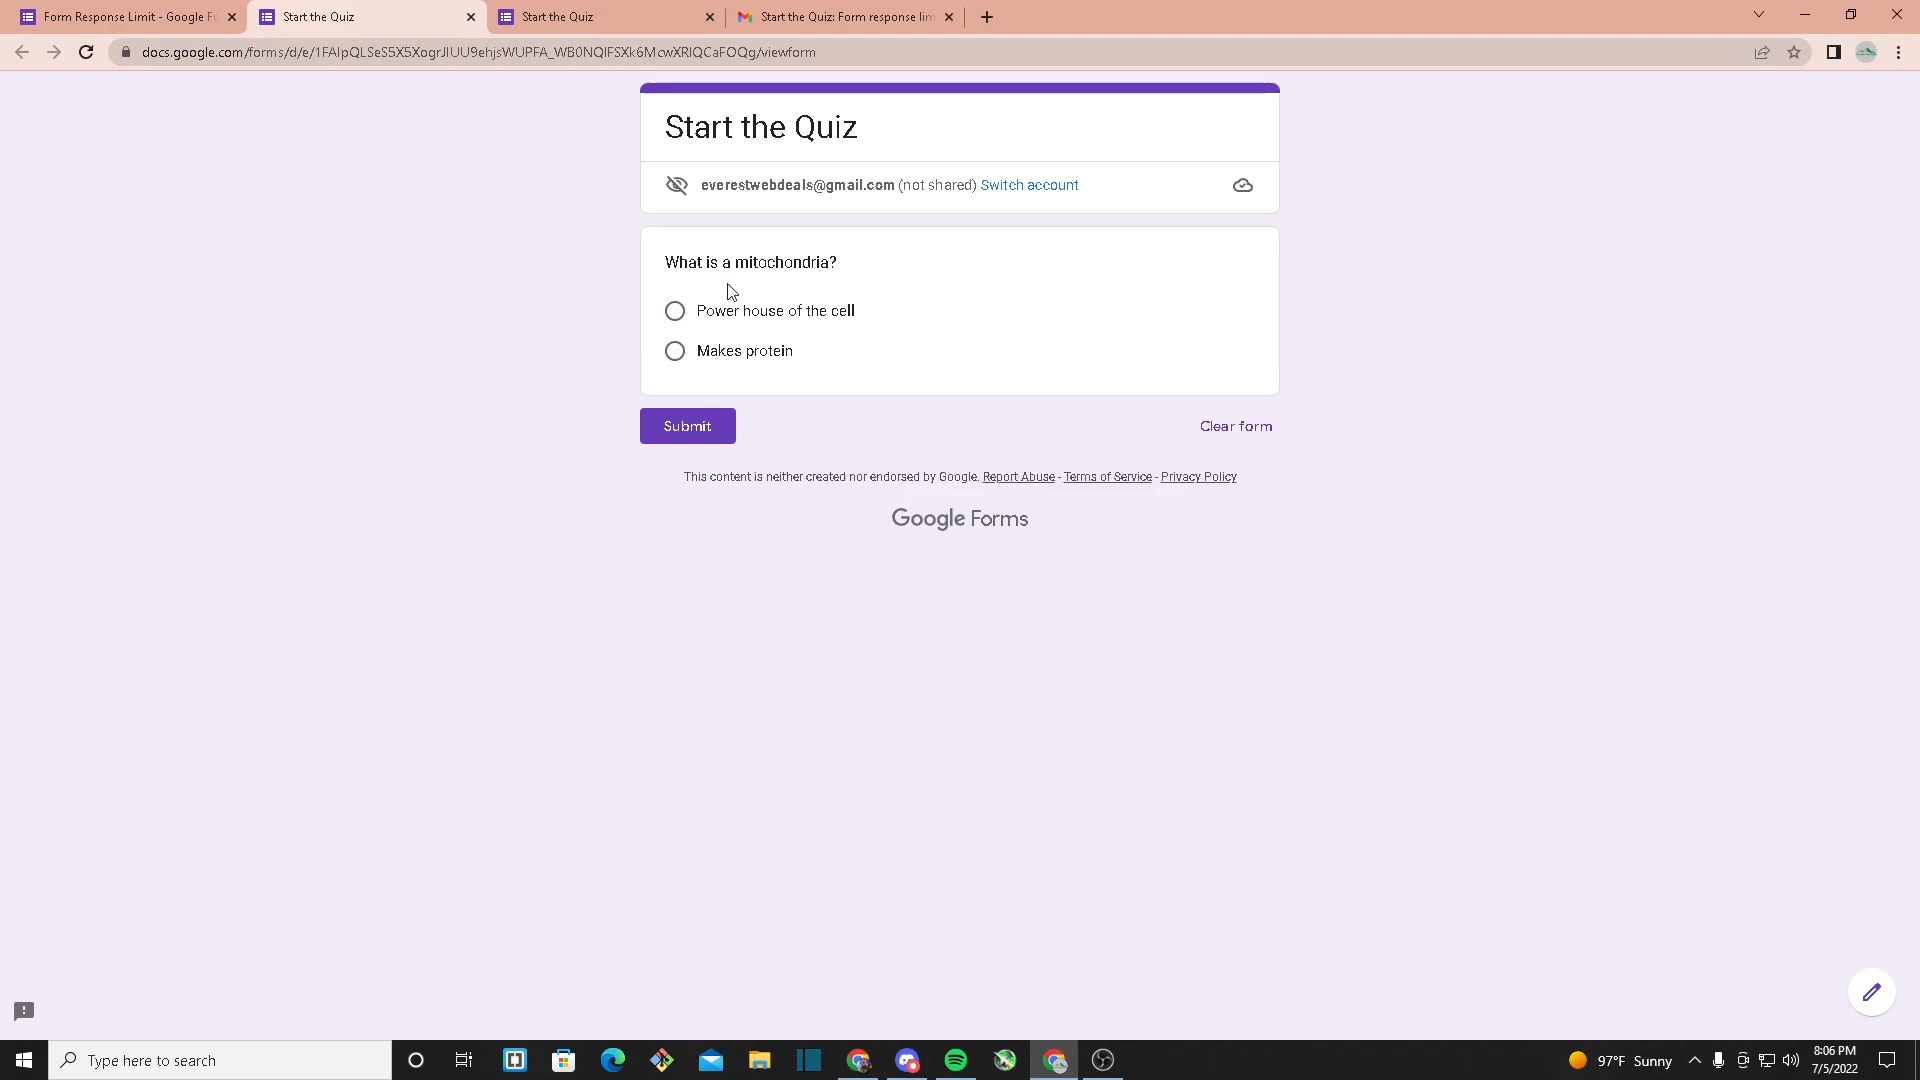 Form Response Limit - Google Fo
Start the Quiz
Start the Quiz
Start the Quiz: Form response lim
docs.google.com/forms/d/e/1FAIpQLSeS5X5XogrJIUU9ehjsWUPFA_WB0NQIFSXk6McwXRlQCaFOQg/viewform
Start the Quiz
everestwebdeals@gmail.com (not shared) Switch account
What is a mitochondria?
Power house of the cell
Makes protein
Submit
Clear form
This content is neither created nor endorsed by Google. Report Abuse - Terms of Service - Privacy Policy
Google Forms
Type here to search
97°F Sunny
8:06 PM
7/5/2022